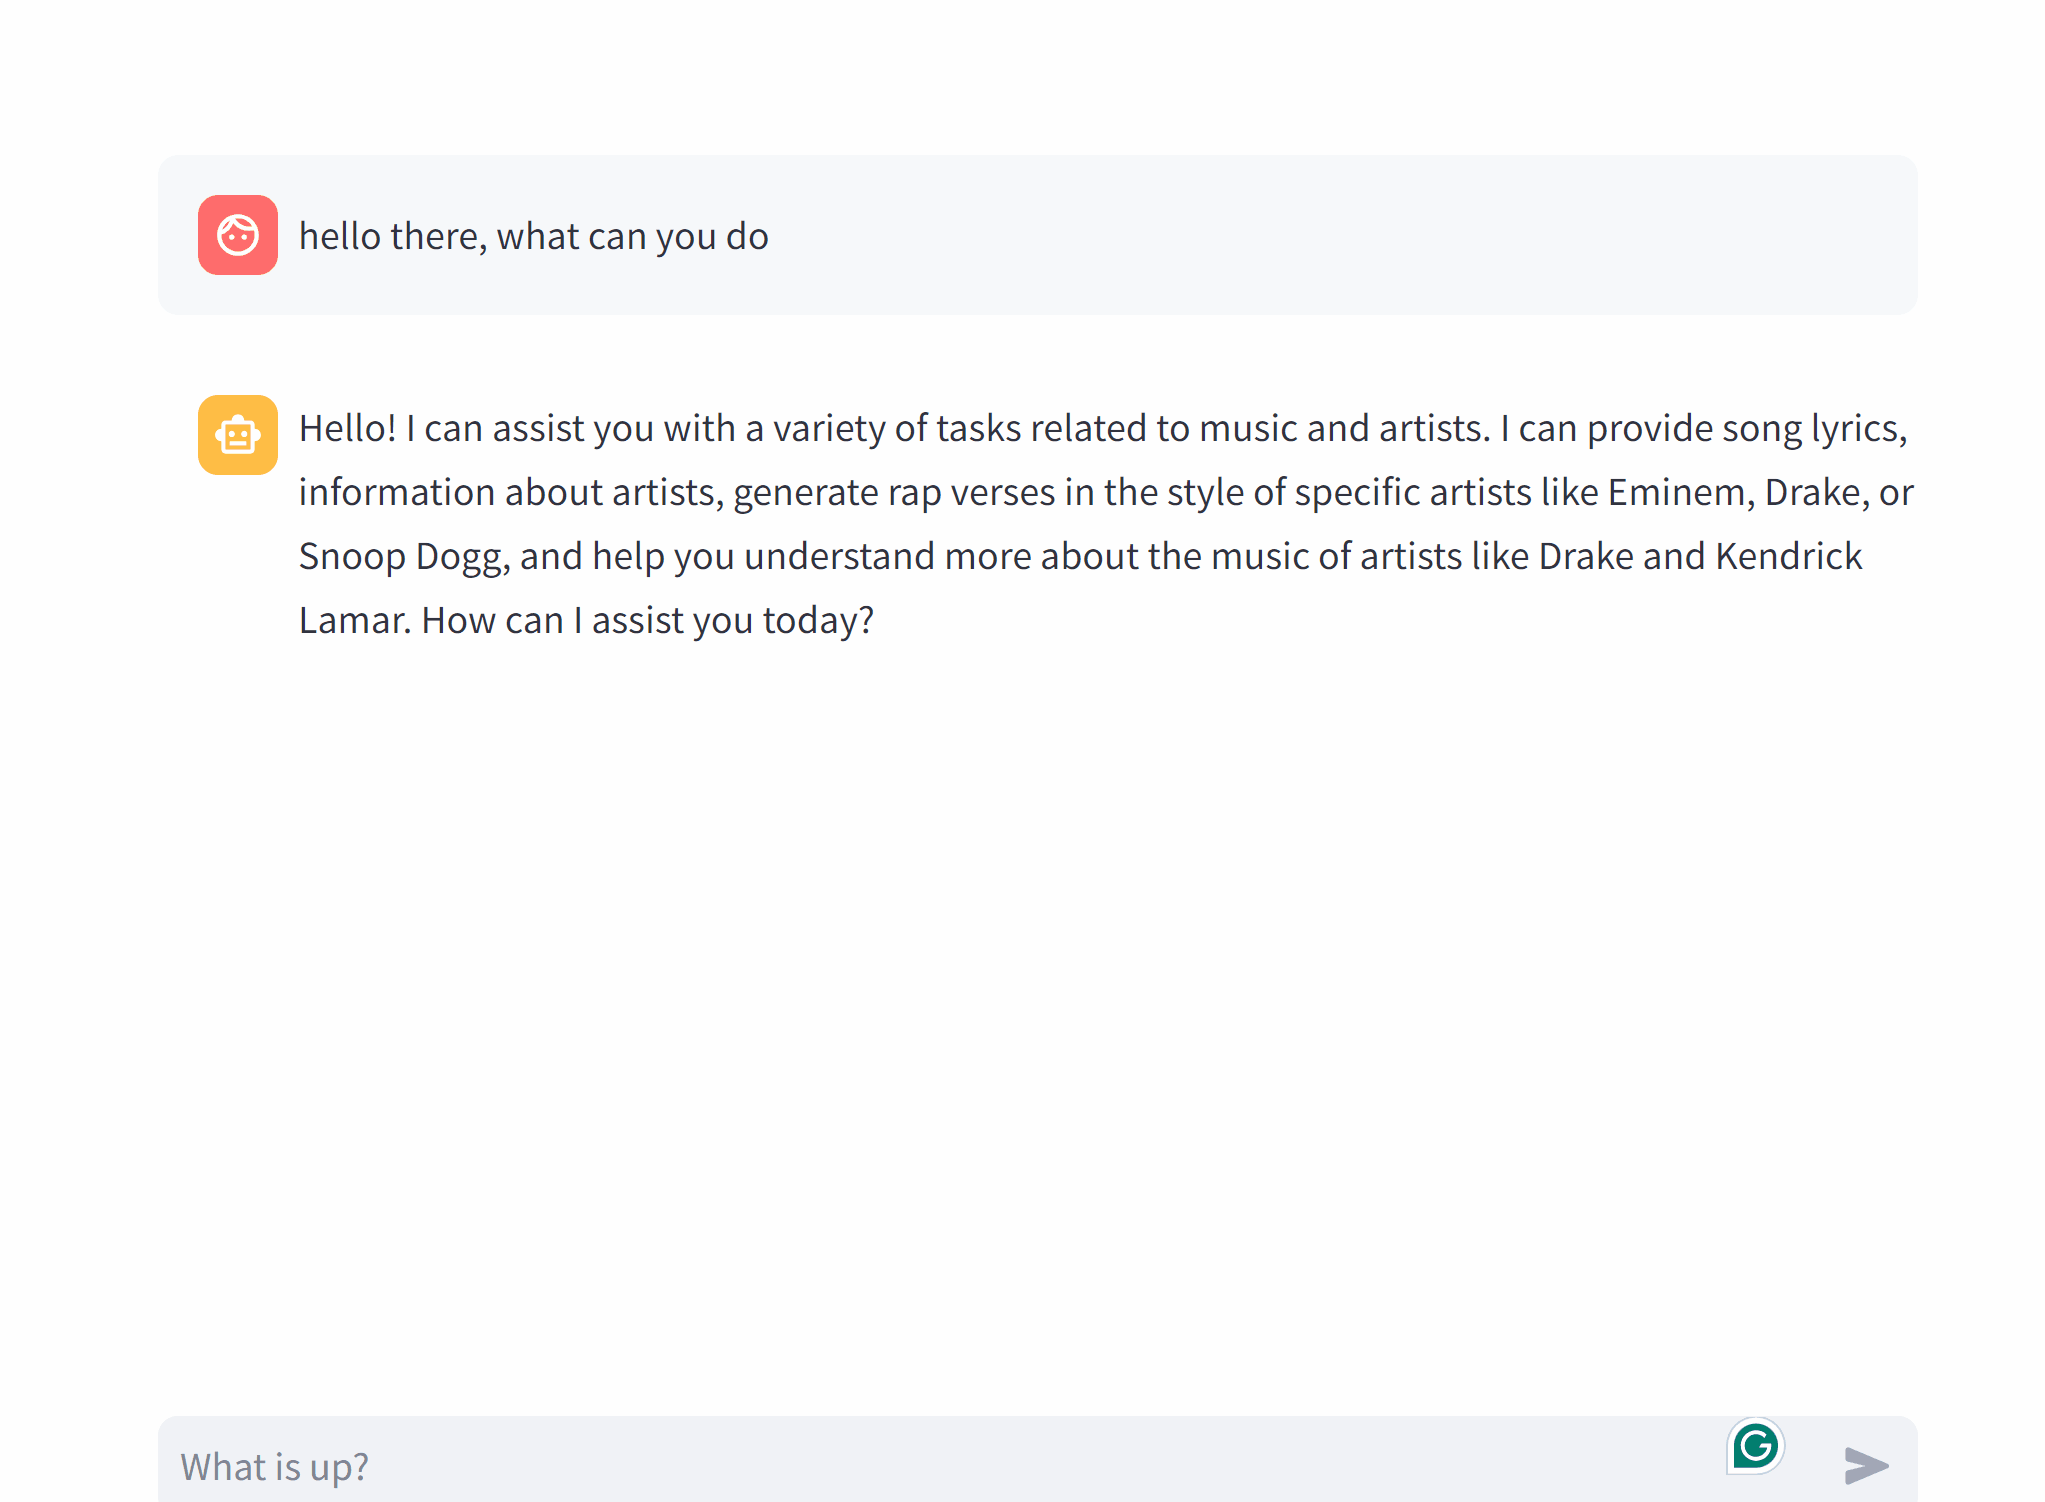 hello there, what can you do
Hello! I can assist you with a variety of tasks related to music and artists. I can provide song lyrics,
information about artists, generate rap verses in the style of specific artists like Eminem, Drake, or
Snoop Dogg, and help you understand more about the music of artists like Drake and Kendrick
Lamar. How can I assist you today?
What is up?